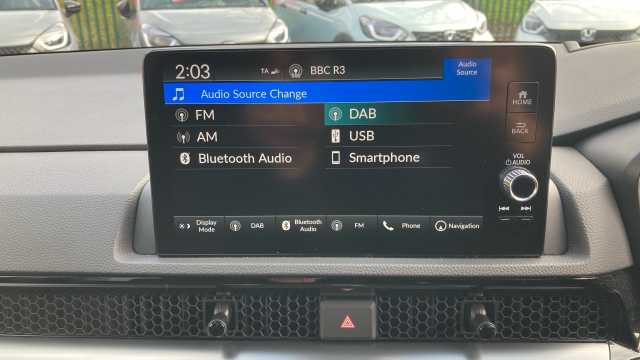 2:03 TA BBC R3 Audio Source
Audio Source Change
FM DAB
AM USB
Bluetooth Audio Smartphone
Display Mode DAB Bluetooth Audio FM Phone Navigation
HOME
BACK
VOL
AUDIO